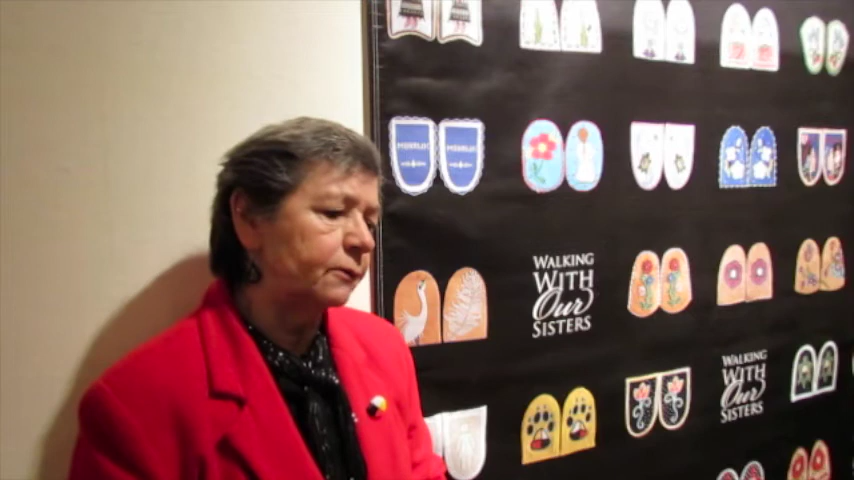 WALKING
WITH
Our
SISTERS
WALKING
WITH
Our
SISTERS